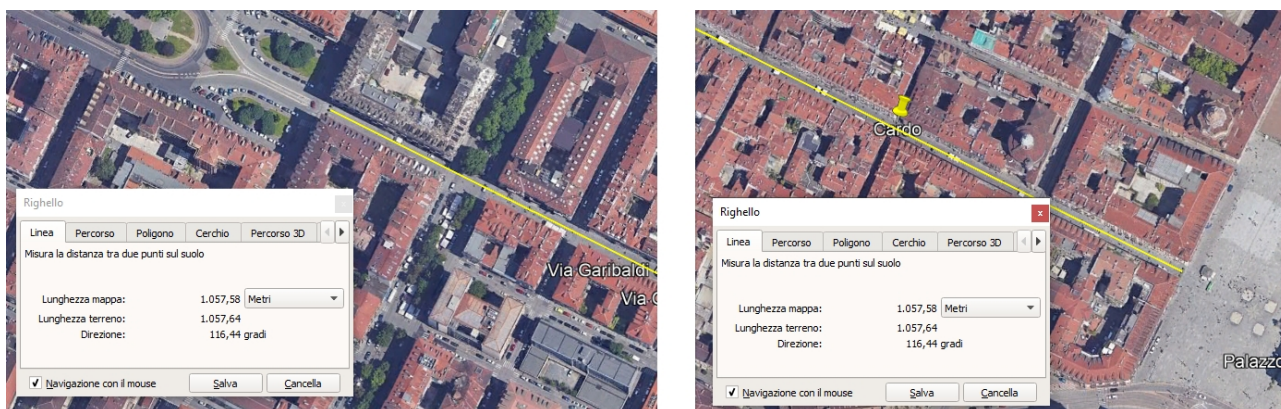 Via Garibaldi
Via
Righello
Linea Percorso Poligono Cerchio Percorso 3D
Misura la distanza tra due punti sul suolo
Lunghezza mappa: 1.057,58 Metri
Lunghezza terreno: 1.057,64
Direzione: 116,44 gradi
Navigazione con il mouse Salva Cancella
Cardo
Righello x
Linea Percorso Poligono Cerchio Percorso 3D
Misura la distanza tra due punti sul suolo
Lunghezza mappa: 1.057,58 Metri
Lunghezza terreno: 1.057,64
Direzione: 116,44 gradi
Navigazione con il mouse Salva Cancella
Palazzo